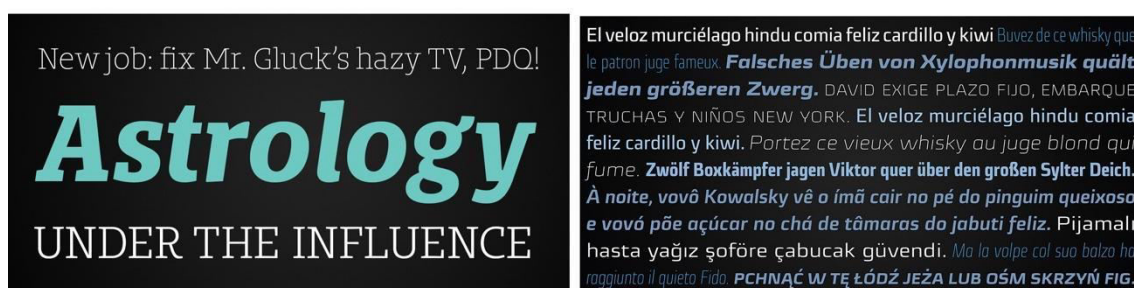 New job: fix Mr. Gluck's hazy TV, PDQ!
Astrology
UNDER THE INFLUENCE
El veloz murciélago hindu comia feliz cardillo y kiwi Buvez de ce whisky que
le patron juge fameux. Falsches Üben von Xylophonmusik quält
jeden größeren Zwerg. DAVID EXIGE PLAZO FIJO, EMBARQUE
TRUCHAS Y NIÑOS NEW YORK. El veloz murciélago hindu comia
feliz cardillo y kiwi. Portez ce vieux whisky au juge blond qui
fume. Zwölf Boxkämpfer jagen Viktor quer über den großen Sylter Deich.
À noite, vovô Kowalsky vê o ímã cair no pé do pinguim queixoso
e vovó põe açúcar no chá de tâmaras do jabuti feliz. Pijamalı
hasta yağız şoföre çabucak güvendi. Ma la volpe col suo balzo ha
raggiunto il quieto Fido. PCHNĄĆ W TĘ ŁÓDŹ JEŻA LUB OŚM SKRZYŃ FIG.